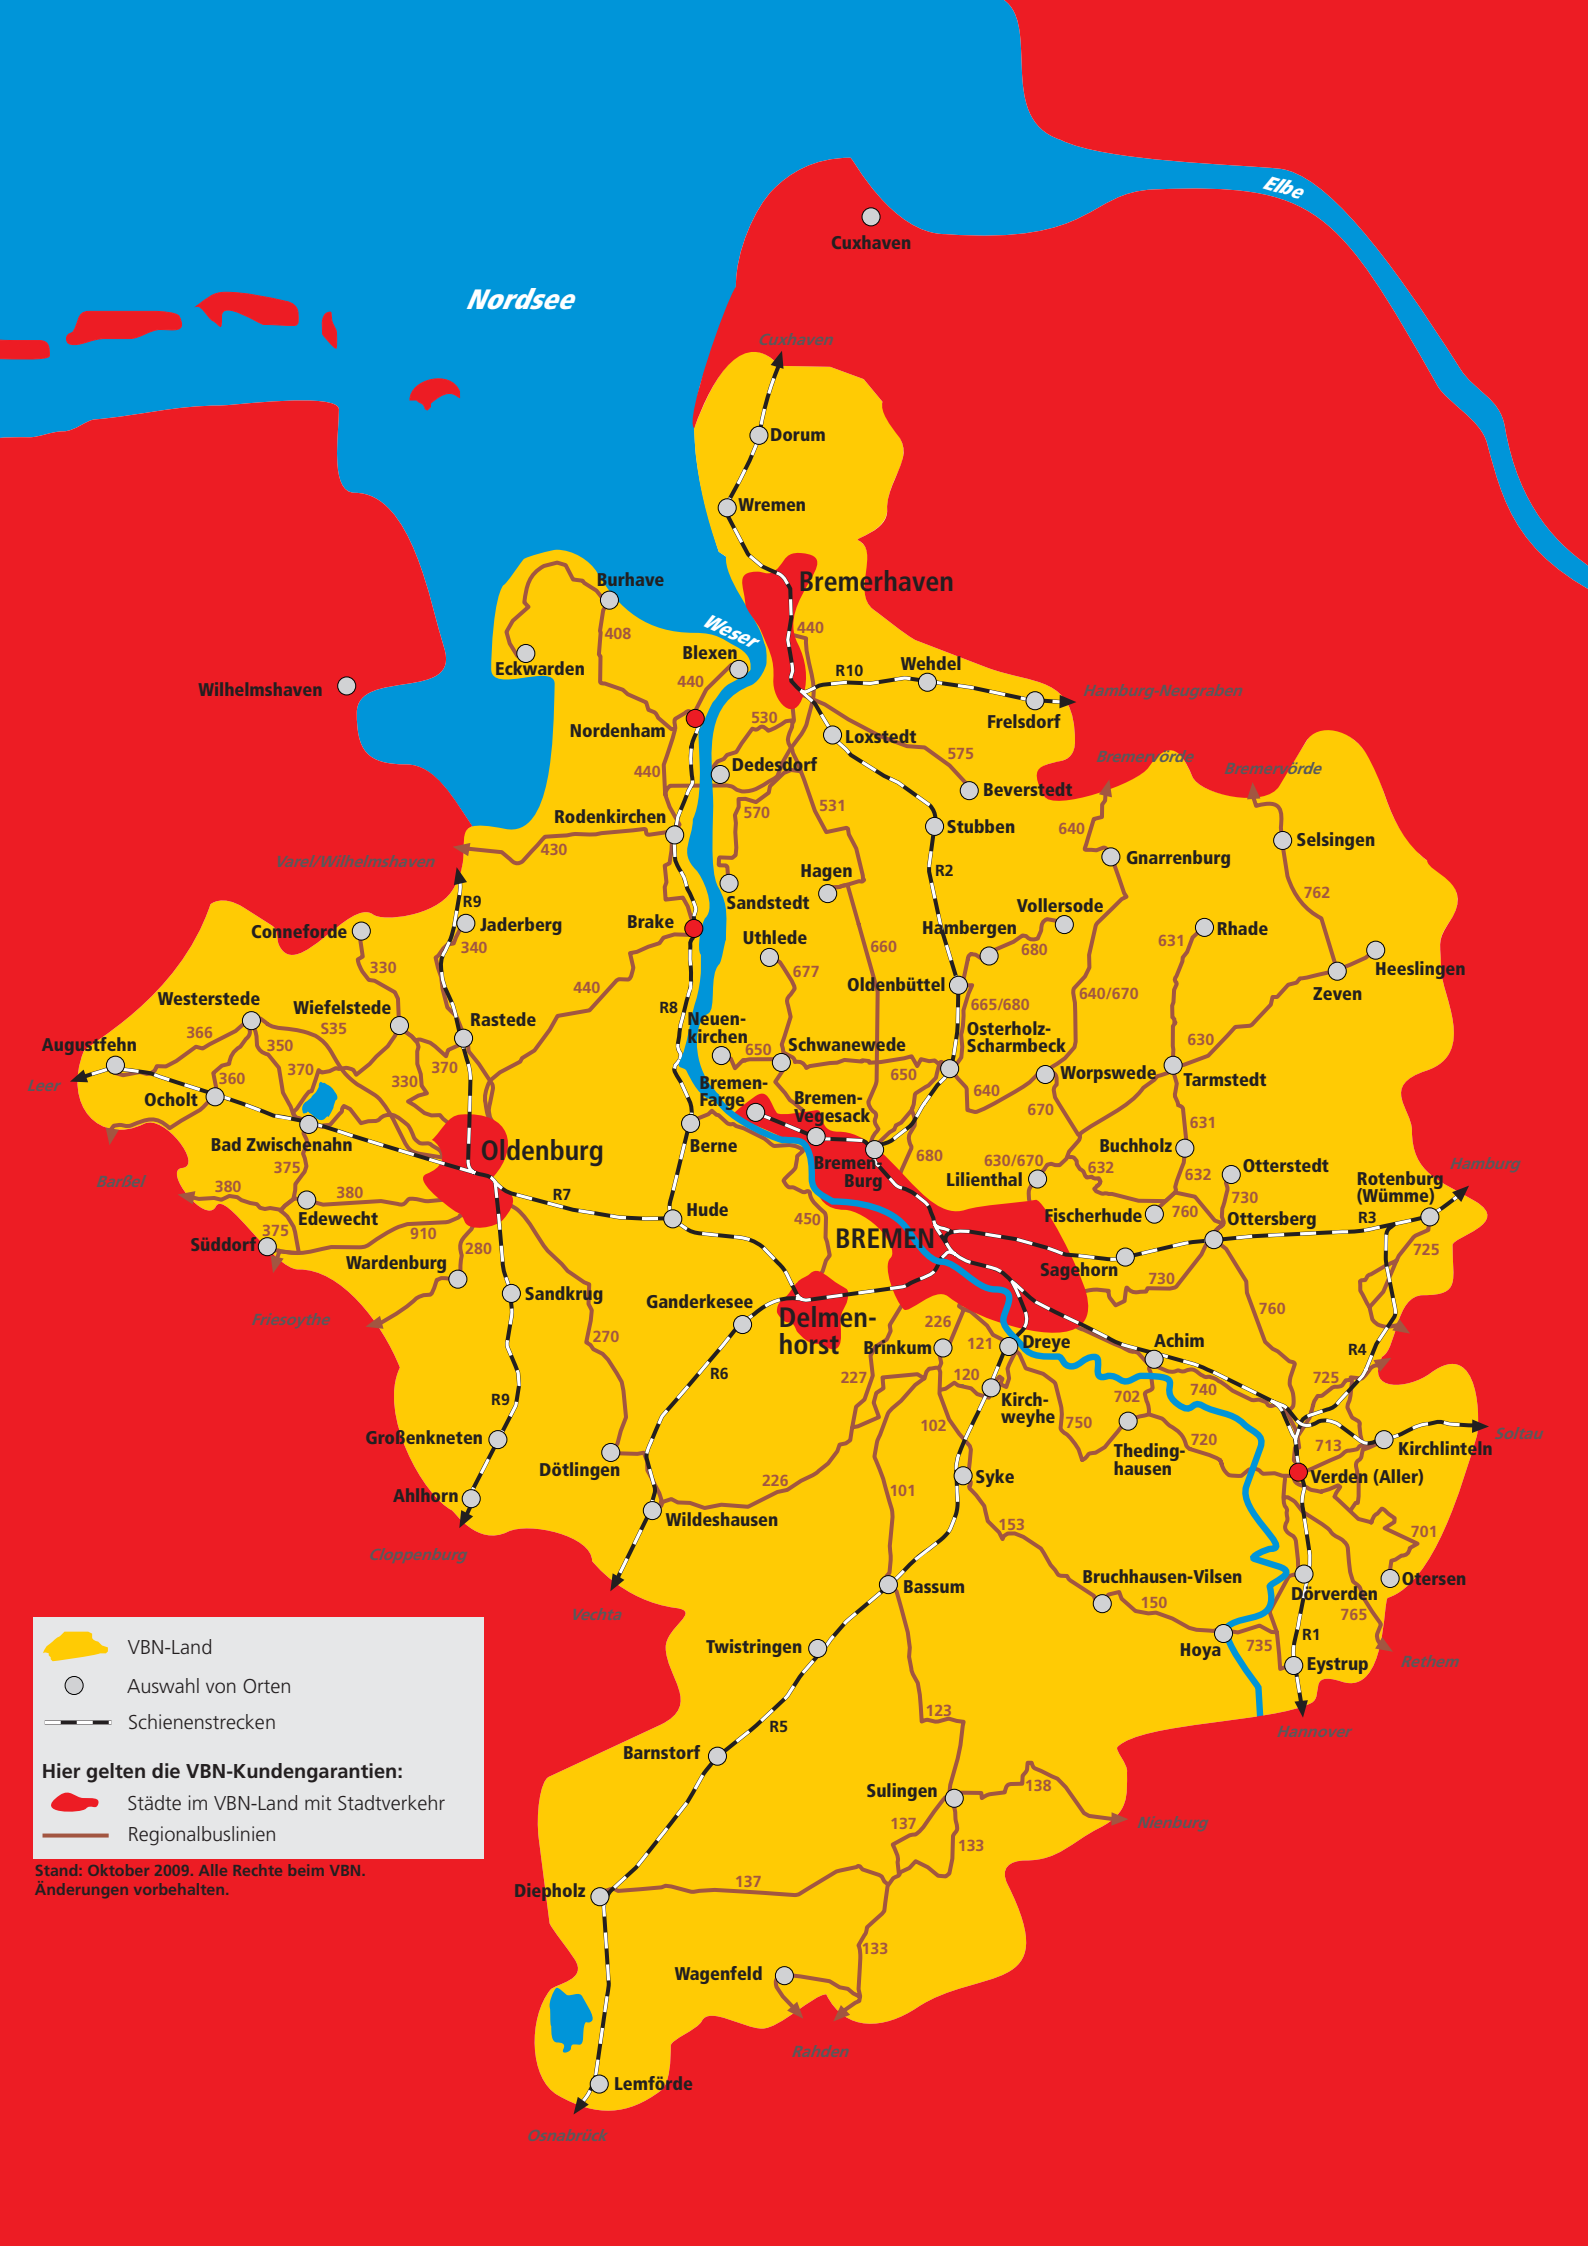 Elbe
Cuxhaven
Nordsee
Cuxhaven
Dorum
Wremen
Bremerhaven
Burhave
408
Weser
440
Eckwarden
Blexen
R10
Wehdel
Wilhelmshaven
440
Hamburg-Neugraben
Frelsdorf
Nordenham
530
Loxstedt
575
Bremervörde
Bremervörde
440
Dedesdorf
Beverstedt
570
531
Rodenkirchen
Stubben
640
Selsingen
430
Varel/Wilhelmshaven
Gnarrenburg
Hagen
R2
762
R9
Sandstedt
Vollersode
Conneforde
Jaderberg
Brake
Hambergen
Rhade
340
Uthlede
660
680
631
330
677
Heeslingen
440
Oldenbüttel
640/670
Zeven
Westerstede
Wiefelstede
R8
665/680
366
S35
Rastede
Neuen-
kirchen
Osterholz-
Scharmbeck
630
Augustfehn
350
650
Schwanewede
370
370
650
Worpswede
Tarmstedt
Leer
360
330
Bremen-
Farge
640
Ocholt
Bremen-
Vegesack
670
631
Bad Zwischenahn
Oldenburg
Berne
Buchholz
375
680
630/670
632
632
Otterstedt
Hamburg
Barßel
Bremen-
Burg
Lilienthal
Rotenburg
(Wümme)
380
380
R7
730
Edewecht
Hude
450
Fischerhude
760
Ottersberg
R3
375
910
Süddorf
280
BREMEN
725
Wardenburg
Sagehorn
730
Sandkrug
Ganderkesee
Friesoythe
Delmen-
horst
226
760
270
Brinkum
121
Dreye
Achim
R4
R6
227
120
725
R9
Kirch-
weyhe
702
740
102
750
Großenkneten
720
713
Soltau
Theding-
hausen
Kirchlinteln
Dötlingen
226
Syke
Verden (Aller)
Ahlhorn
101
Wildeshausen
153
701
Cloppenburg
Bruchhausen-Vilsen
Otersen
Bassum
Dörverden
Vechta
150
765
Twistringen
R1
Hoya
735
Rethem
Eystrup
VBN-Land
Auswahl von Orten
Schienenstrecken
Hier gelten die VBN-Kundengarantien:
Städte im VBN-Land mit Stadtverkehr
Regionalbuslinien
Stand: Oktober 2009. Alle Rechte beim VBN.
Änderungen vorbehalten.
123
R5
Hannover
Barnstorf
Sulingen
138
137
Nienburg
133
137
Diepholz
133
Wagenfeld
Rahden
Lemförde
Osnabrück